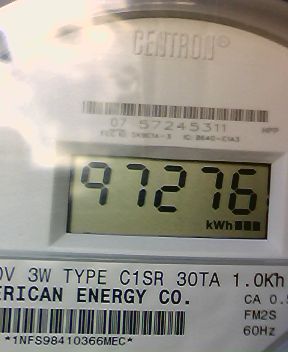 CENTRON®
07 57245311 HPP
97276
kWh
0V 3W TYPE C1SR 30TA 1.0Kh
ERICAN ENERGY CO. CA 0.5
FM2S
*1NFS98410366MEC* 60Hz